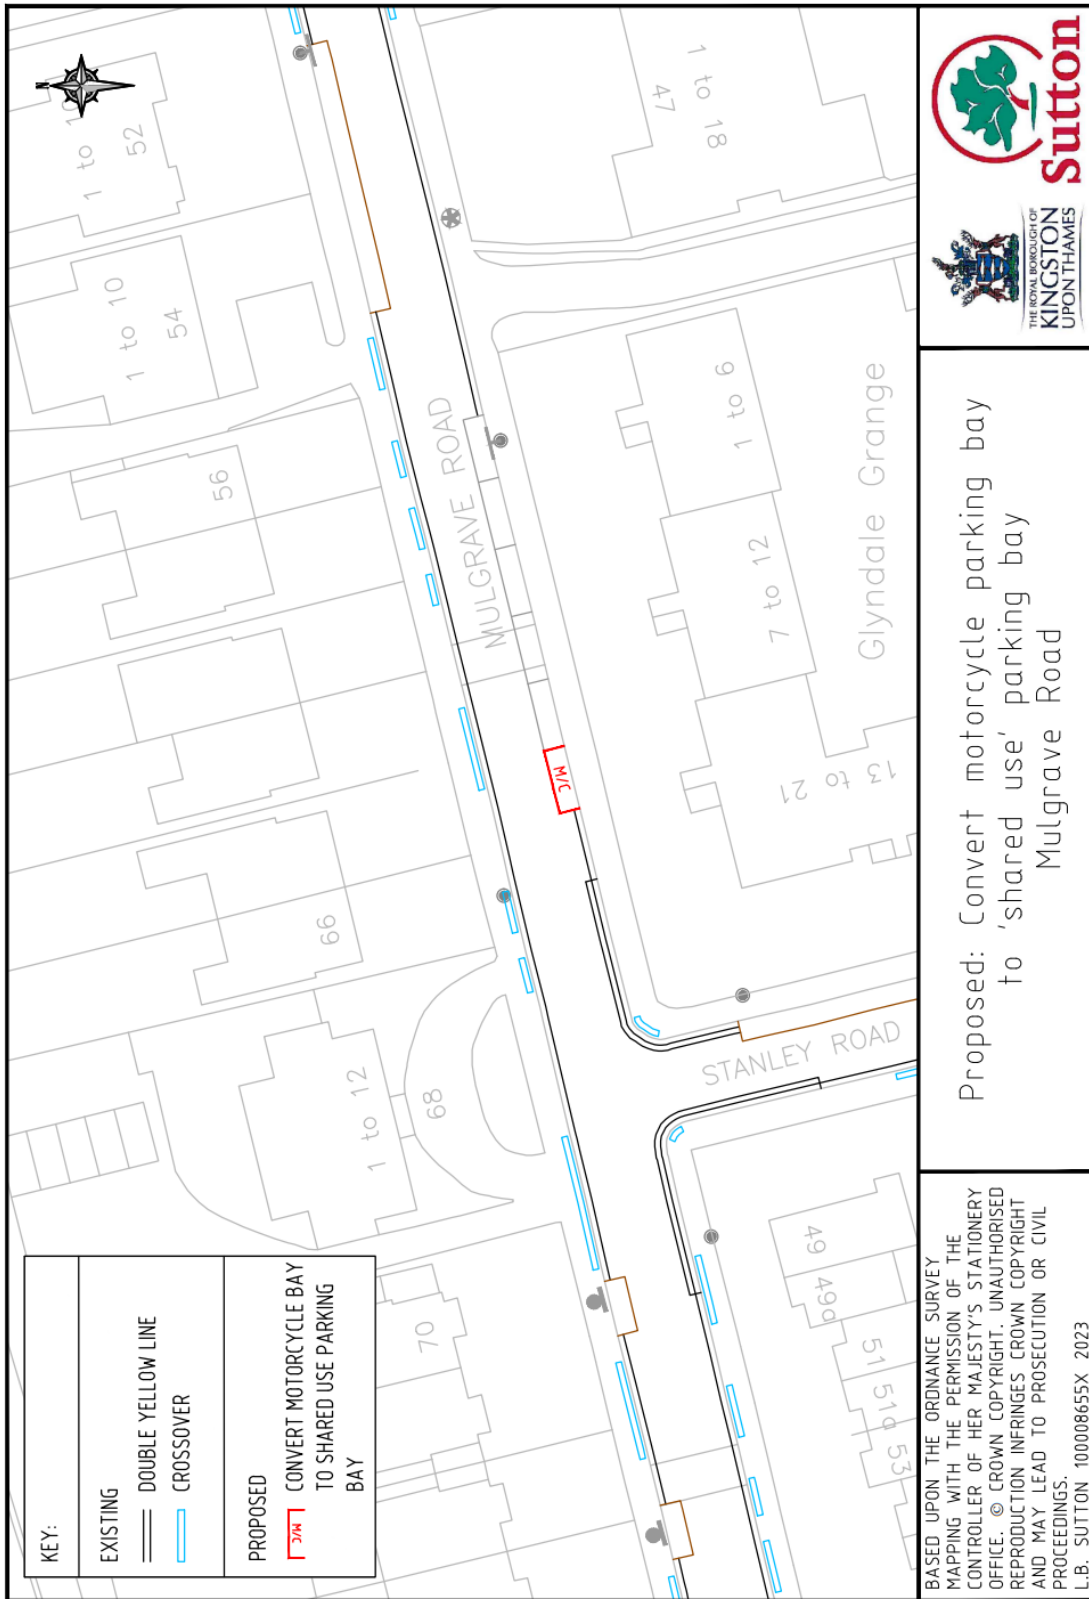 KEY:
EXISTING
DOUBLE YELLOW LINE
CROSSOVER
PROPOSED
M/C
CONVERT MOTORCYCLE BAY
TO SHARED USE PARKING
BAY
N
1 to 10
52
1 to 10
54
56
66
1 to 12
68
70
MULGRAVE ROAD
M/C
STANLEY ROAD
1 to 18
47
1 to 6
7 to 12
13 to 21
Glyndale Grange
49
49a
51
51a
53
BASED UPON THE ORDNANCE SURVEY
MAPPING WITH THE PERMISSION OF THE
CONTROLLER OF HER MAJESTY'S STATIONERY
OFFICE. © CROWN COPYRIGHT. UNAUTHORISED
REPRODUCTION INFRINGES CROWN COPYRIGHT
AND MAY LEAD TO PROSECUTION OR CIVIL
PROCEEDINGS.
L.B. SUTTON 100008655X 2023
Proposed: Convert motorcycle parking bay
to 'shared use' parking bay
Mulgrave Road
THE ROYAL BOROUGH OF
KINGSTON
UPON THAMES
Sutton